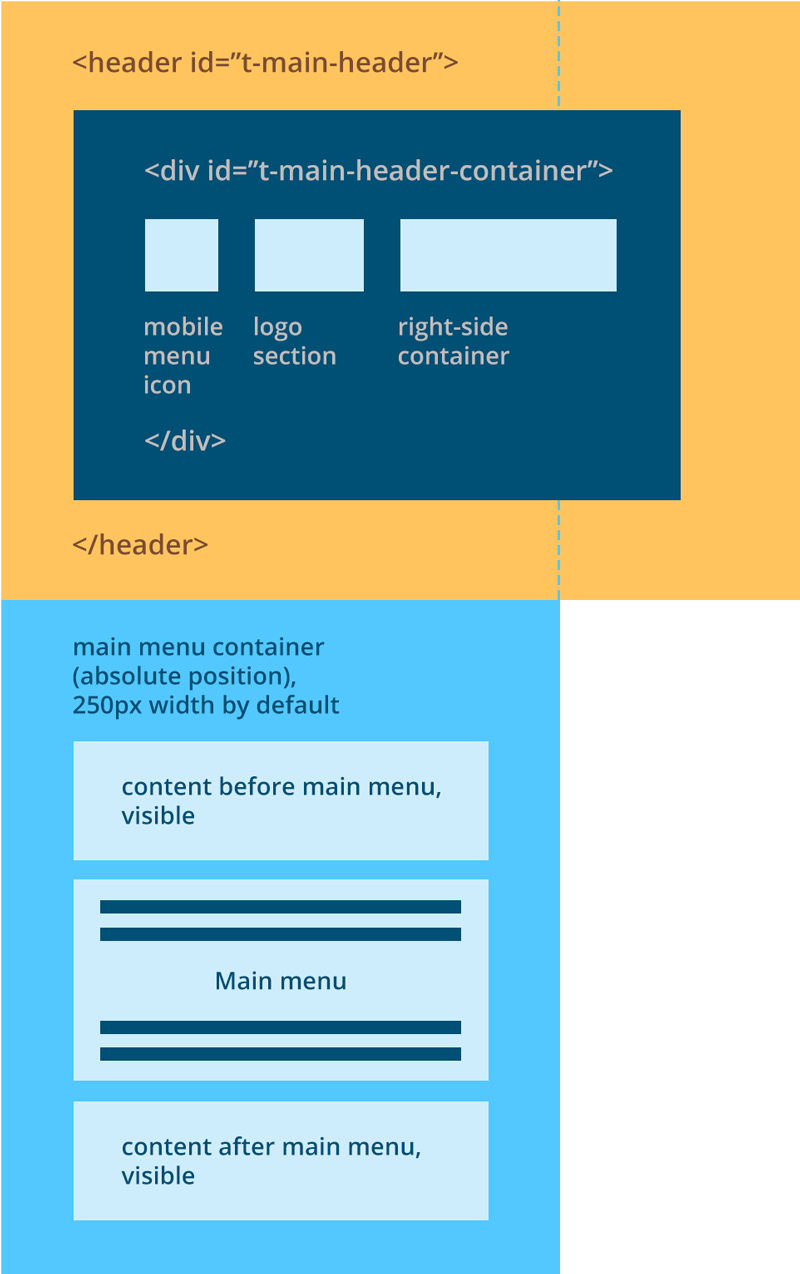 <header id=”t-main-header”>
<div id=”t-main-header-container”>
mobile
menu
icon
logo
section
right-side
container
</div>
</header>
main menu container
(absolute position),
250px width by default
content before main menu,
visible
Main menu
content after main menu,
visible